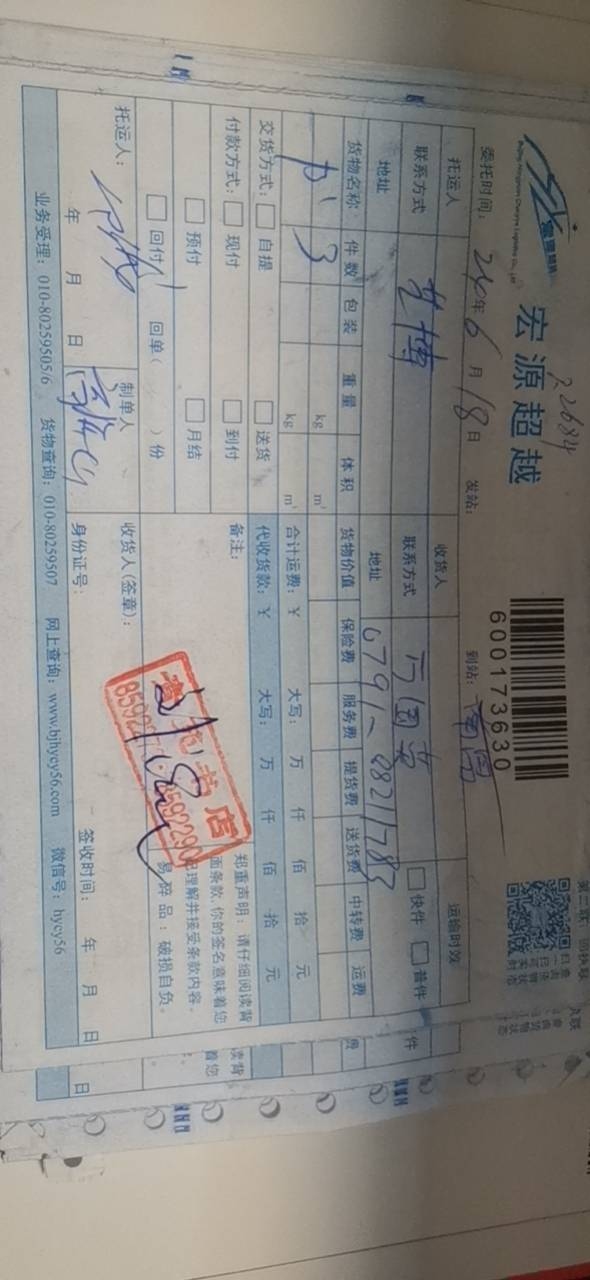 宏源超越
600173630
第二联：回
委托时间：24年6月18日 发站： 到站：
托运人 收货人 运输时效
联系方式 联系方式 快件 普件
地址 地址 0791-88211783
货物名称 件数 包装 重量 体积 货物价值 保险费 服务费 提货费 送货费 中转费 运费
3 kg m³
kg m³ 合计运费：￥ 大写： 万 仟 佰 拾 元
交货方式： 自提 送货 代收货款：￥ 大写： 万 仟 佰 拾 元
付款方式： 现付 到付 备注： 郑重声明：请仔细阅读背
预付 月结 面条款，你的签名意味着您
理解并接受条款内容。
回付 回单（ ）份 易碎品：破损自负。
托运人： 制单人 收货人(签章)：
年 月 日 身份证号： 签收时间： 年 月 日
业务受理：010-80259505/6 货物查询：010-80259507 网上查询：www.bjhycy56.com 微信号：hycy56